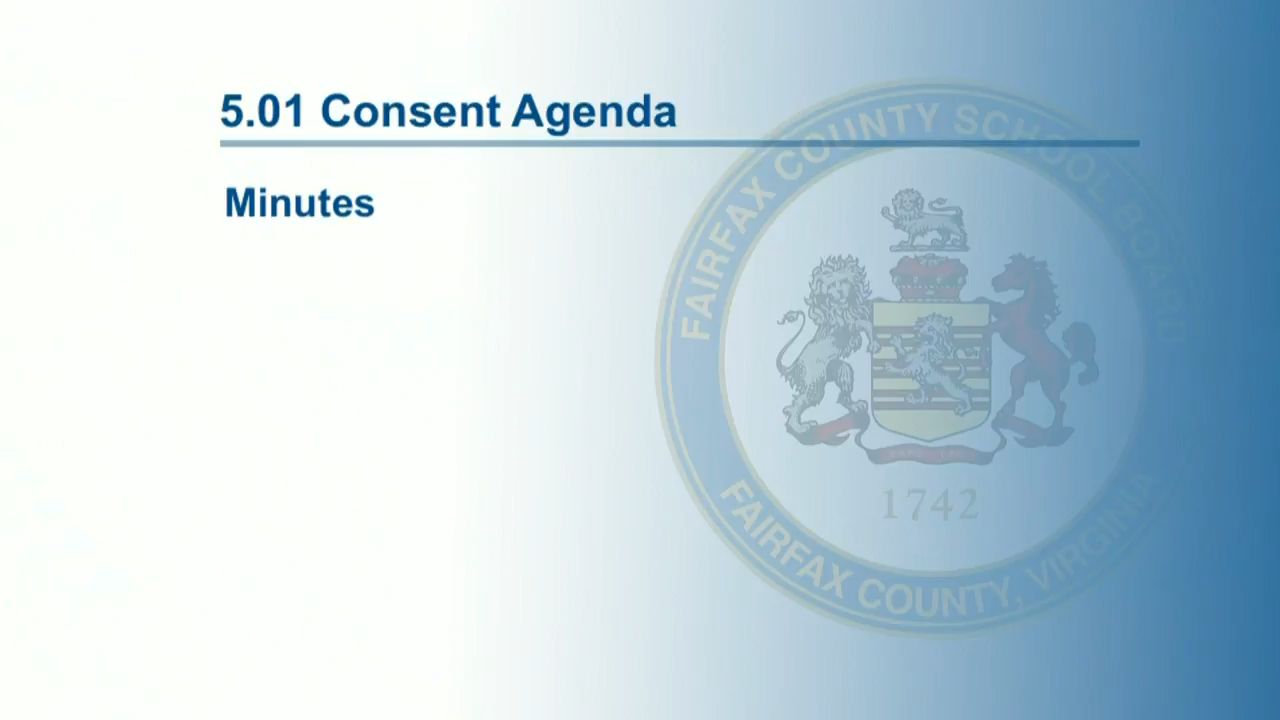 5.01 Consent Agenda
Minutes
FAIRFAX COUNTY SCHOOL BOARD
1742
FAIRFAX COUNTY, VIRGINIA